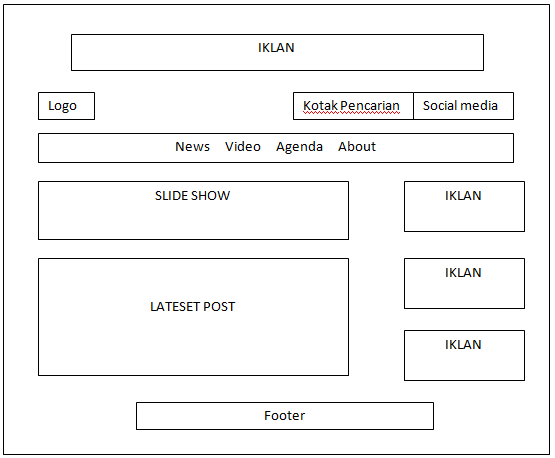 IKLAN
Logo
Kotak Pencarian
Social media
News Video Agenda About
SLIDE SHOW
IKLAN
LATESET POST
IKLAN
IKLAN
Footer